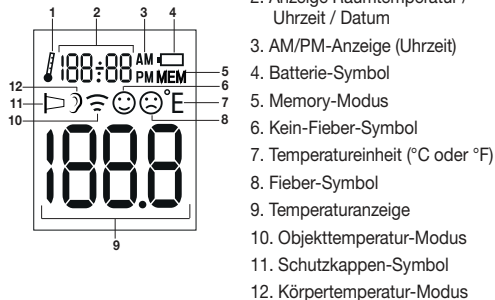 1 2 3 4
188:88 AM
PM MEM
5
6
12
11
°E
7
10
8
188.8
9
2. Anzeige Raumtemperatur /
Uhrzeit / Datum
3. AM/PM-Anzeige (Uhrzeit)
4. Batterie-Symbol
5. Memory-Modus
6. Kein-Fieber-Symbol
7. Temperatureinheit (°C oder °F)
8. Fieber-Symbol
9. Temperaturanzeige
10. Objekttemperatur-Modus
11. Schutzkappen-Symbol
12. Körpertemperatur-Modus